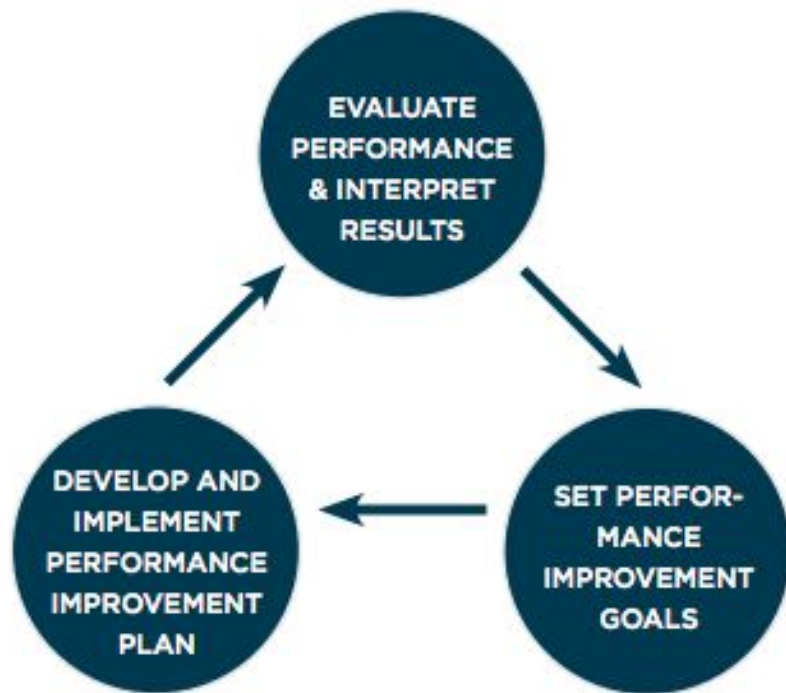 EVALUATE
PERFORMANCE
& INTERPRET
RESULTS
SET PERFOR-
MANCE
IMPROVEMENT
GOALS
DEVELOP AND
IMPLEMENT
PERFORMANCE
IMPROVEMENT
PLAN